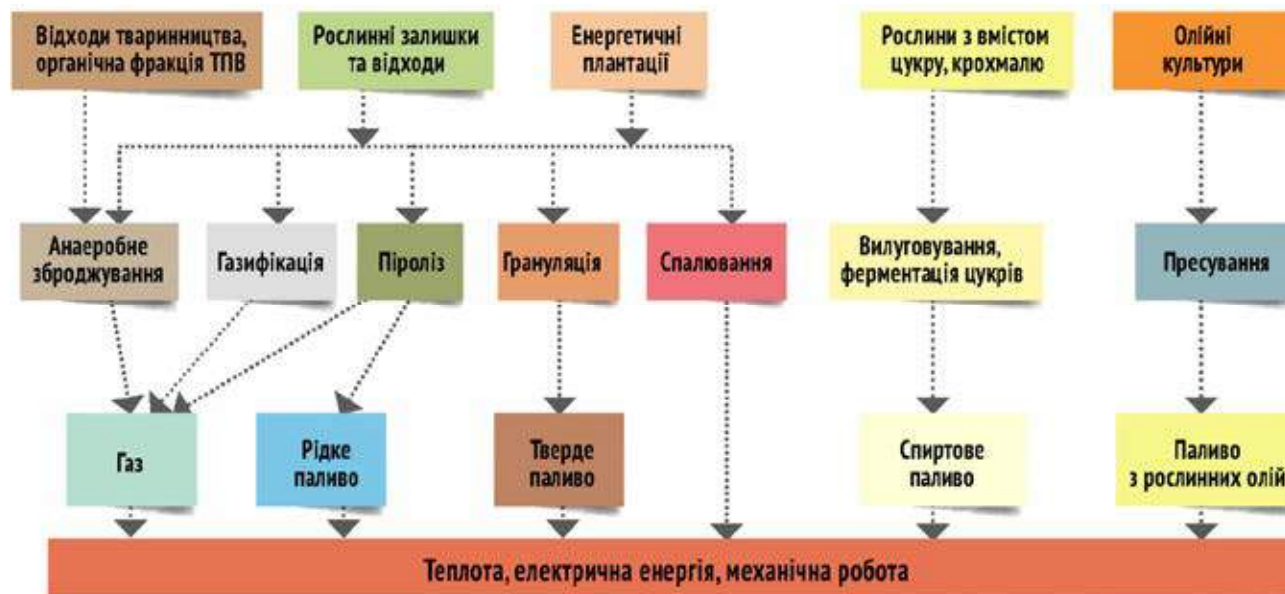 Відходи тваринництва,
органічна фракція ТПВ
Рослинні залишки
та відходи
Енергетичні
плантації
Рослини з вмістом
цукру, крохмалю
Олійні
культури
Анаеробне
зброджування
Газифікація
Піроліз
Грануляція
Спалювання
Вилуговування,
ферментація цукрів
Пресування
Газ
Рідке
паливо
Тверде
паливо
Спиртове
паливо
Паливо
з рослинних олій
Теплота, електрична енергія, механічна робота